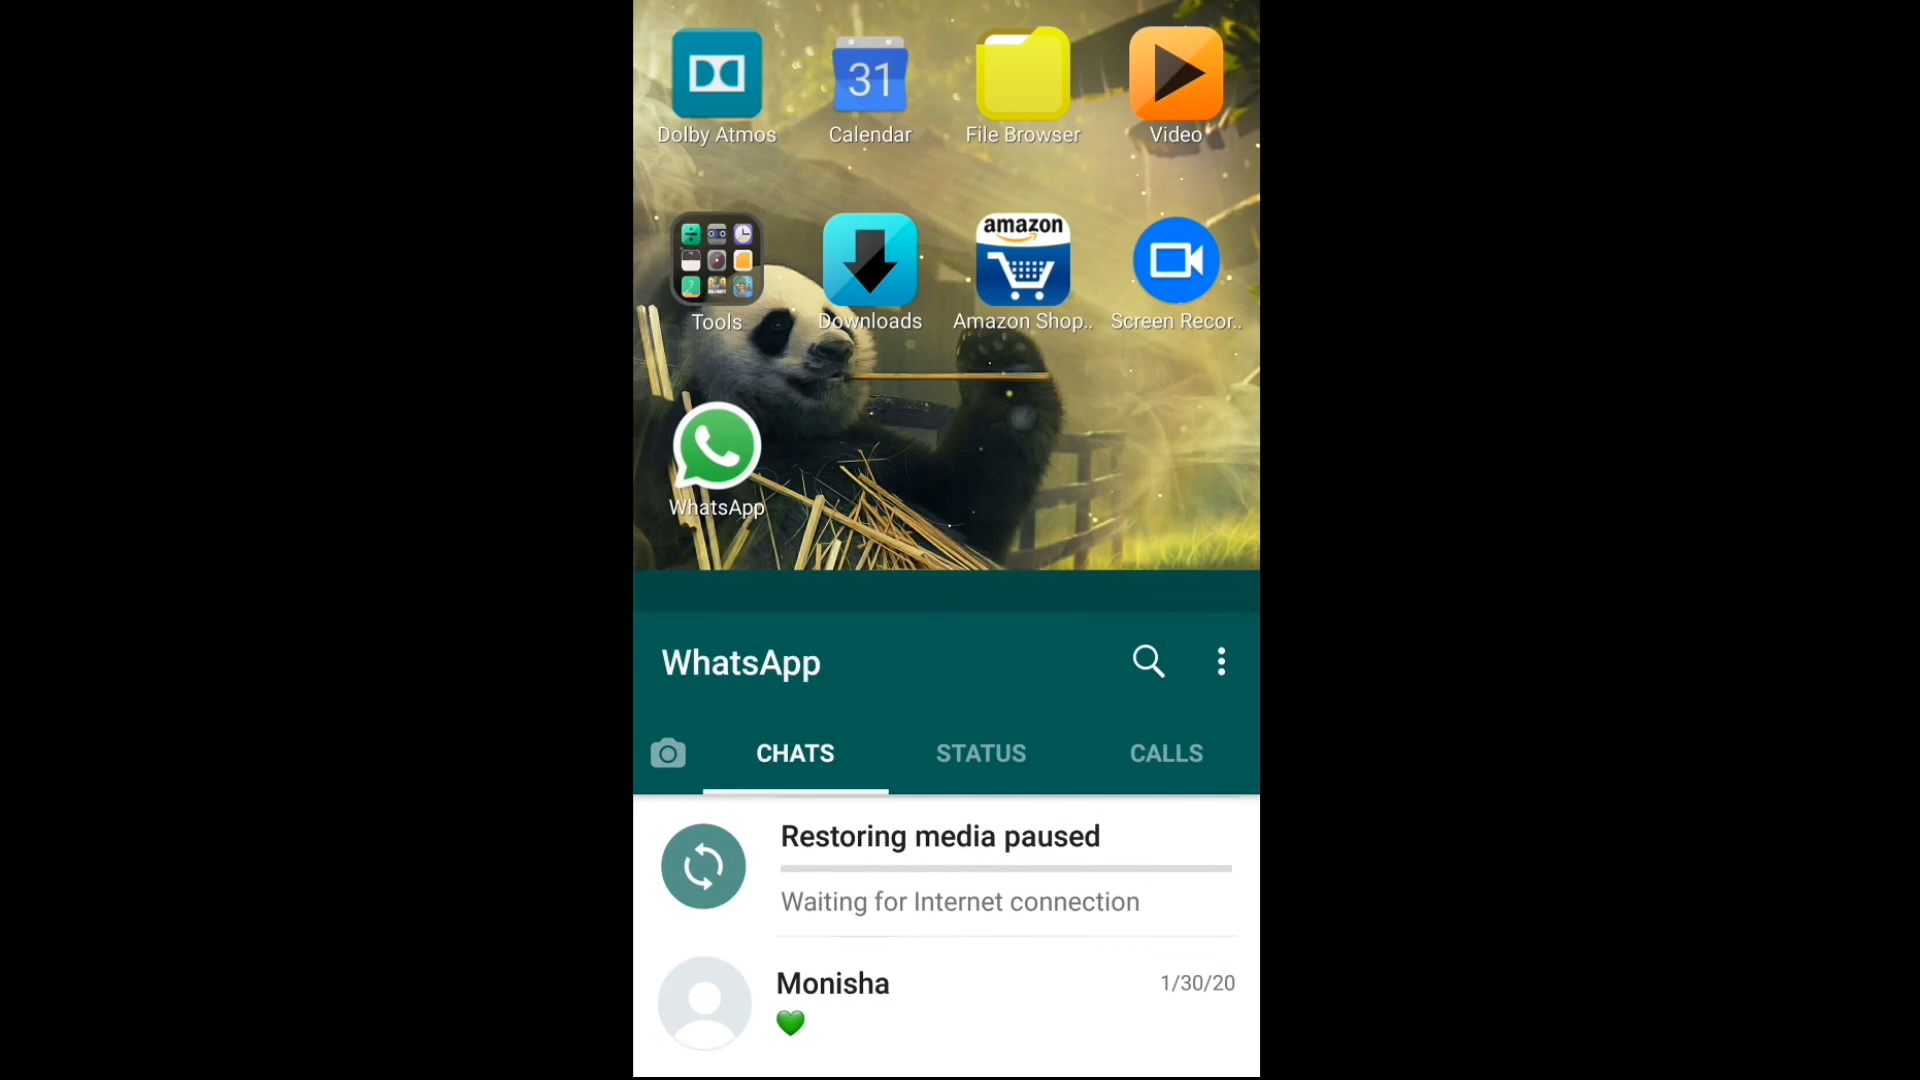 Dolby Atmos
31
Calendar
File Browser
Video
Tools
Downloads
amazon
Amazon Shop..
Screen Recor..
WhatsApp
WhatsApp
CHATS
STATUS
CALLS
Restoring media paused
Waiting for Internet connection
Monisha
1/30/20
💚